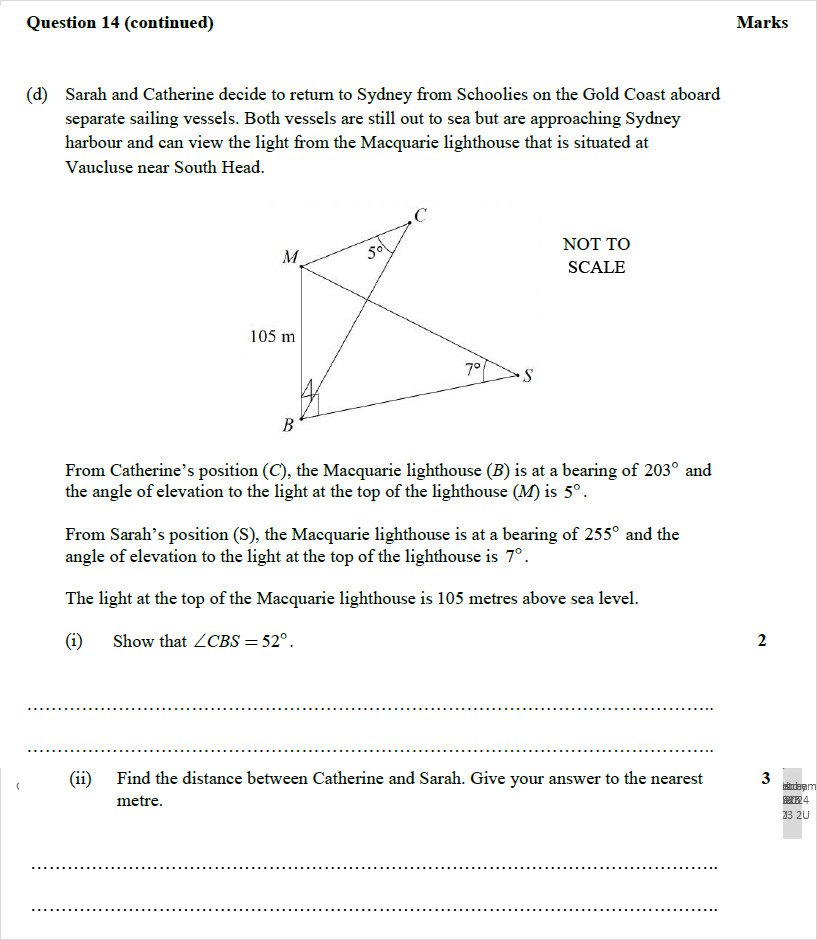 Question 14 (continued) Marks
(d) Sarah and Catherine decide to return to Sydney from Schoolies on the Gold Coast aboard
separate sailing vessels. Both vessels are still out to sea but are approaching Sydney
harbour and can view the light from the Macquarie lighthouse that is situated at
Vaucluse near South Head.
C
5°
M
NOT TO
SCALE
105 m
7°
S
B
From Catherine’s position (C), the Macquarie lighthouse (B) is at a bearing of 203° and
the angle of elevation to the light at the top of the lighthouse (M) is 5°.
From Sarah’s position (S), the Macquarie lighthouse is at a bearing of 255° and the
angle of elevation to the light at the top of the lighthouse is 7°.
The light at the top of the Macquarie lighthouse is 105 metres above sea level.
(i) Show that ∠CBS = 52°. 2
(ii) Find the distance between Catherine and Sarah. Give your answer to the nearest 3
metre.
2U